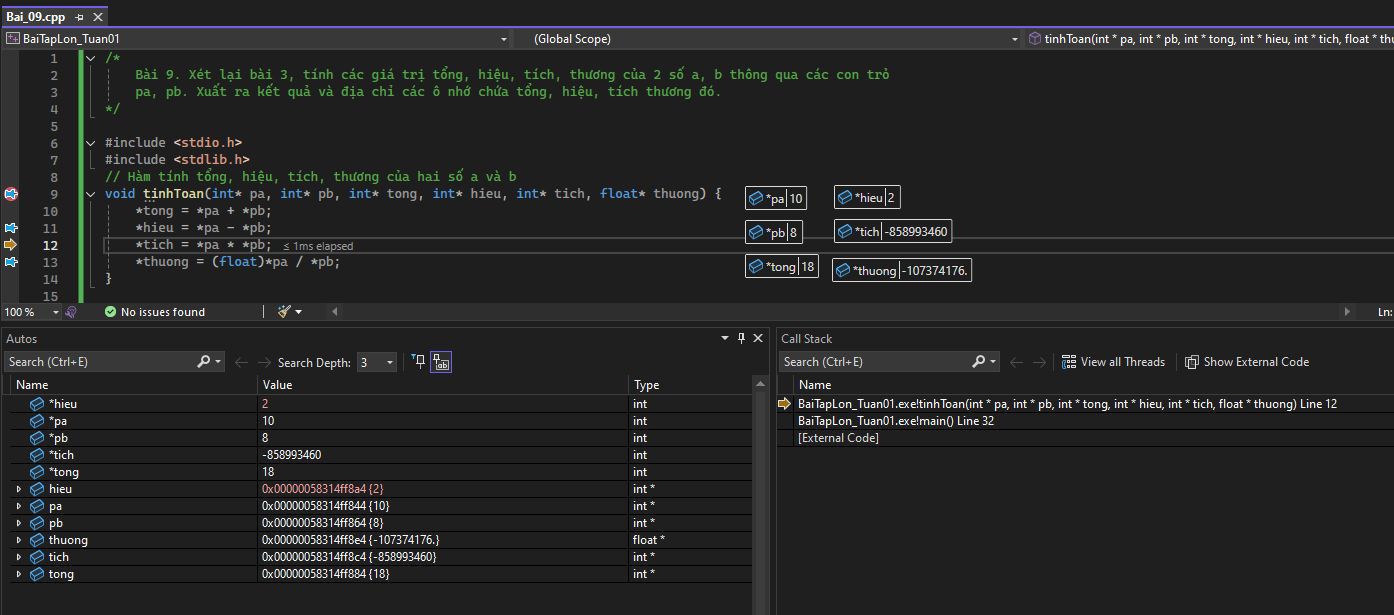 Bai_09.cpp
BaiTapLon_Tuan01 (Global Scope) tinhToan(int * pa, int * pb, int * tong, int * hieu, int * tich, float * thu
1 /*
2 Bài 9. Xét lại bài 3, tính các giá trị tổng, hiệu, tích, thương của 2 số a, b thông qua các con trỏ
3 pa, pb. Xuất ra kết quả và địa chỉ các ô nhớ chứa tổng, hiệu, tích thương đó.
4 */
5
6 #include <stdio.h>
7 #include <stdlib.h>
8 // Hàm tính tổng, hiệu, tích, thương của hai số a và b
9 void tinhToan(int* pa, int* pb, int* tong, int* hieu, int* tich, float* thuong) { *pa 10 *hieu 2
10 *tong = *pa + *pb;
11 *hieu = *pa - *pb; *pb 8 *tich -858993460
12 *tich = *pa * *pb; ≤ 1ms elapsed
13 *thuong = (float)*pa / *pb; *tong 18 *thuong -107374176.
14 }
15
100 % No issues found Ln:
Autos
Search (Ctrl+E) Search Depth: 3
Name Value Type
*hieu 2 int
*pa 10 int
*pb 8 int
*tich -858993460 int
*tong 18 int
hieu 0x00000058314ff8a4 {2} int *
pa 0x00000058314ff844 {10} int *
pb 0x00000058314ff864 {8} int *
thuong 0x00000058314ff8e4 {-107374176.} float *
tich 0x00000058314ff8c4 {-858993460} int *
tong 0x00000058314ff884 {18} int *
Call Stack
Search (Ctrl+E) View all Threads Show External Code
Name
BaiTapLon_Tuan01.exe!tinhToan(int * pa, int * pb, int * tong, int * hieu, int * tich, float * thuong) Line 12
BaiTapLon_Tuan01.exe!main() Line 32
[External Code]